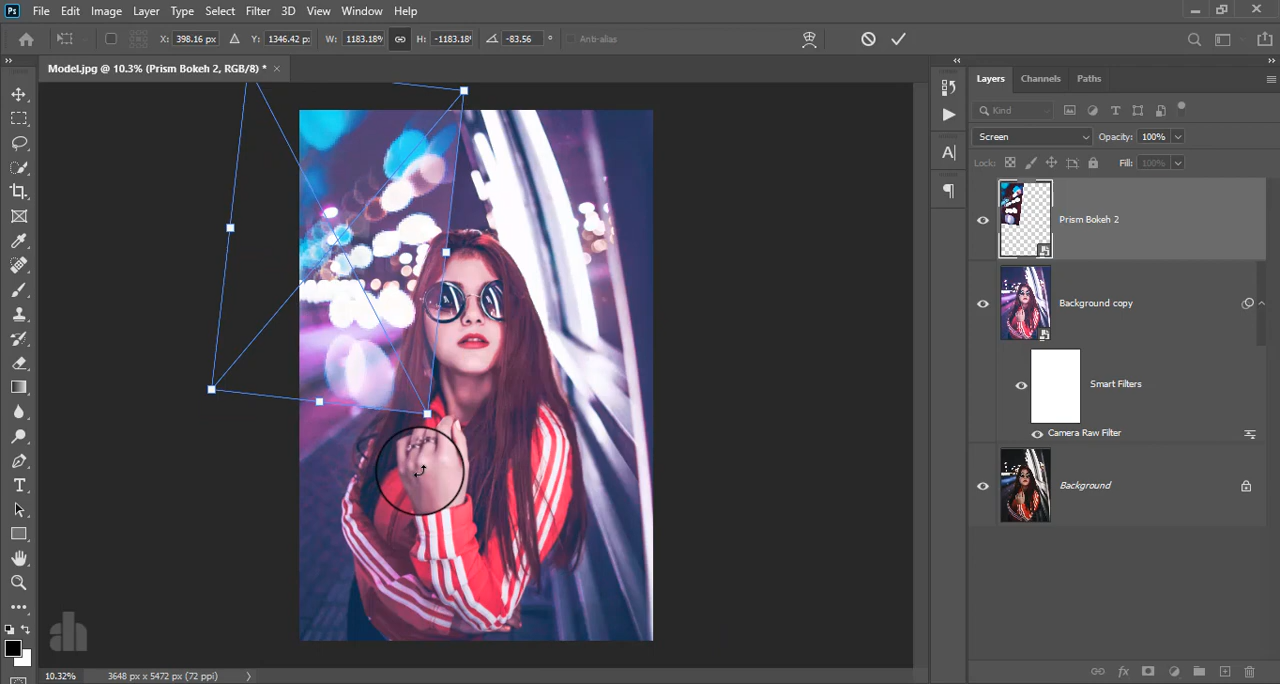 Ps File Edit Image Layer Type Select Filter 3D View Window Help
X: 398.16 px Y: 1346.42 px W: 1183.18% H: -1183.18% -83.56 ° Anti-alias
Model.jpg @ 10.3% (Prism Bokeh 2, RGB/8) * ×
Layers Channels Paths
Kind
Screen Opacity: 100%
Lock: Fill: 100%
Prism Bokeh 2
Background copy
Smart Filters
Camera Raw Filter
Background
ah
10.32% 3648 px x 5472 px (72 ppi)